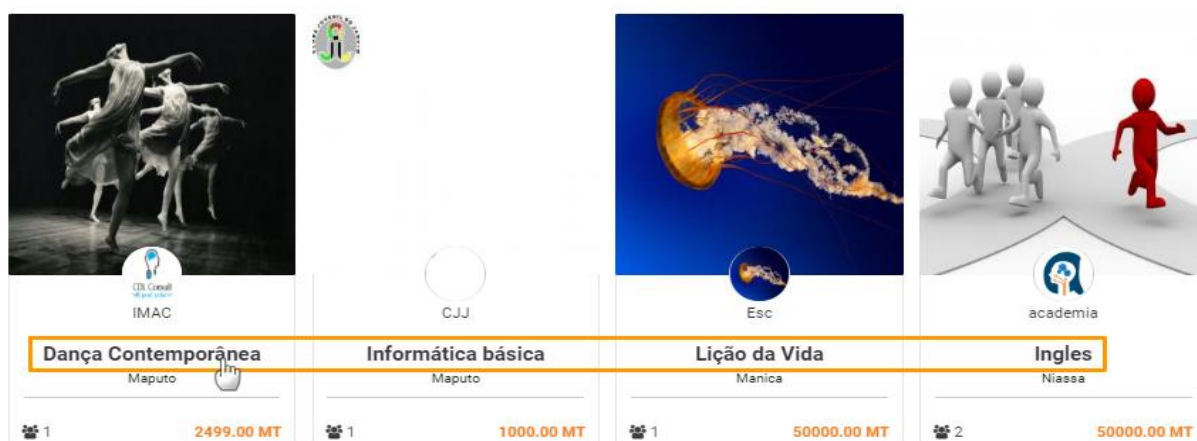 IMAC
Dança Contemporânea
Maputo
1
2499.00 MT
CJJ
Informática básica
Maputo
1
1000.00 MT
Esc
Lição da Vida
Manica
1
50000.00 MT
academia
Ingles
Niassa
2
50000.00 MT